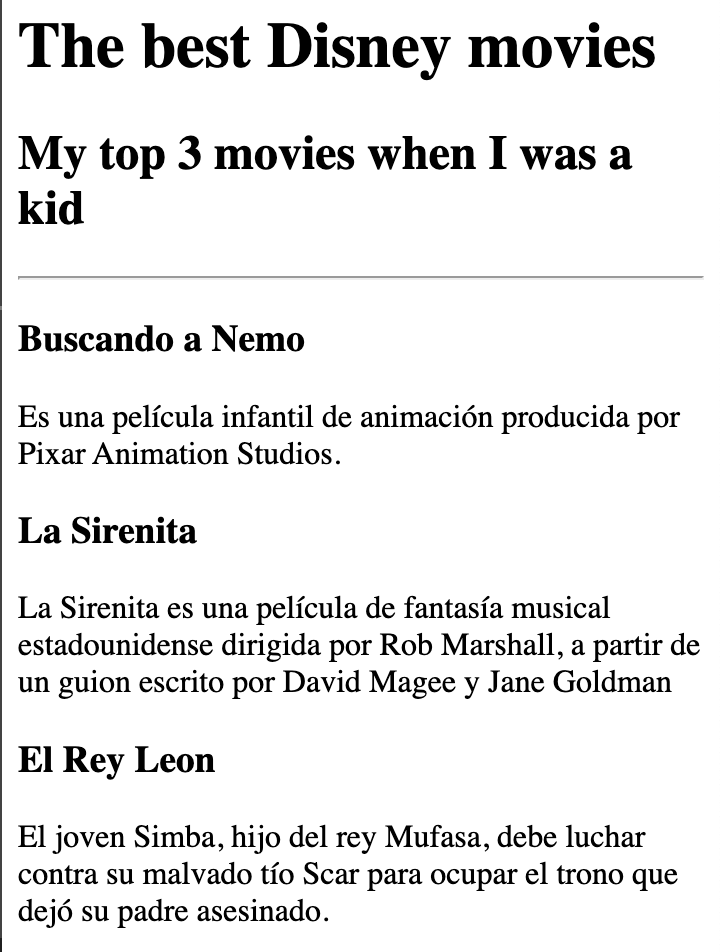 The best Disney movies
My top 3 movies when I was a
kid
Buscando a Nemo
Es una película infantil de animación producida por
Pixar Animation Studios.
La Sirenita
La Sirenita es una película de fantasía musical
estadounidense dirigida por Rob Marshall, a partir de
un guion escrito por David Magee y Jane Goldman
El Rey Leon
El joven Simba, hijo del rey Mufasa, debe luchar
contra su malvado tío Scar para ocupar el trono que
dejó su padre asesinado.